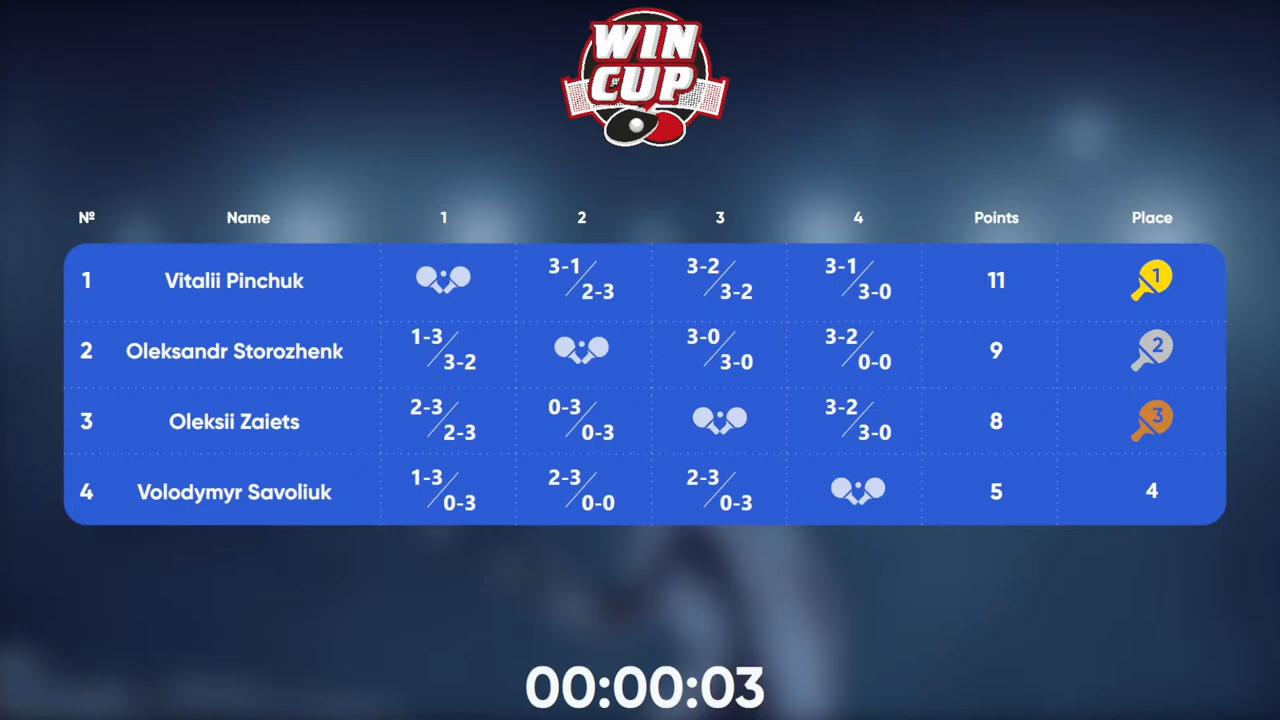 WIN
CUP
№ Name 1 2 3 4 Points Place
1 Vitalii Pinchuk 3-1/2-3 3-2/3-2 3-1/3-0 11 1
2 Oleksandr Storozhenk 1-3/3-2 3-0/3-0 3-2/0-0 9 2
3 Oleksii Zaiets 2-3/2-3 0-3/0-3 3-2/3-0 8 3
4 Volodymyr Savoliuk 1-3/0-3 2-3/0-0 2-3/0-3 5 4
00:00:03